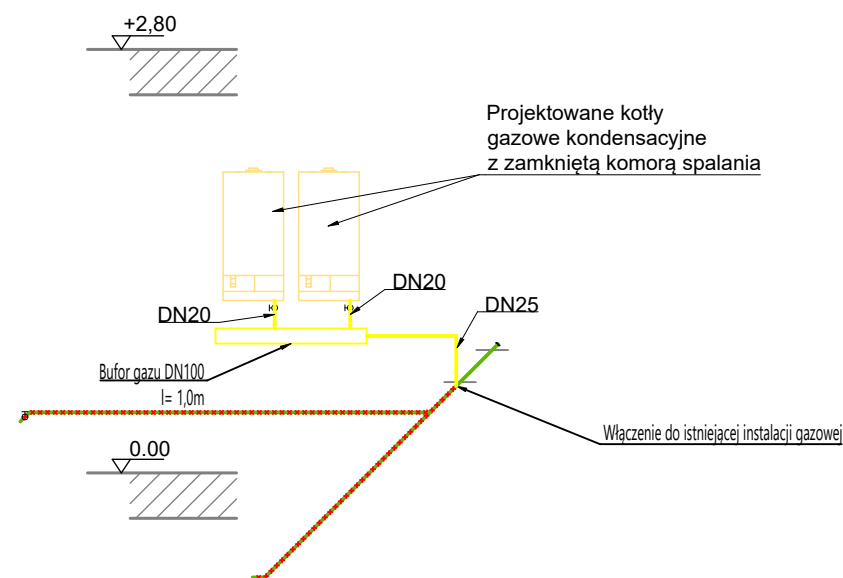 +2,80
Projektowane kotły
gazowe kondensacyjne
z zamkniętą komorą spalania
DN20
DN20
DN25
Bufor gazu DN100
l= 1,0m
Włączenie do istniejącej instalacji gazowej
0.00